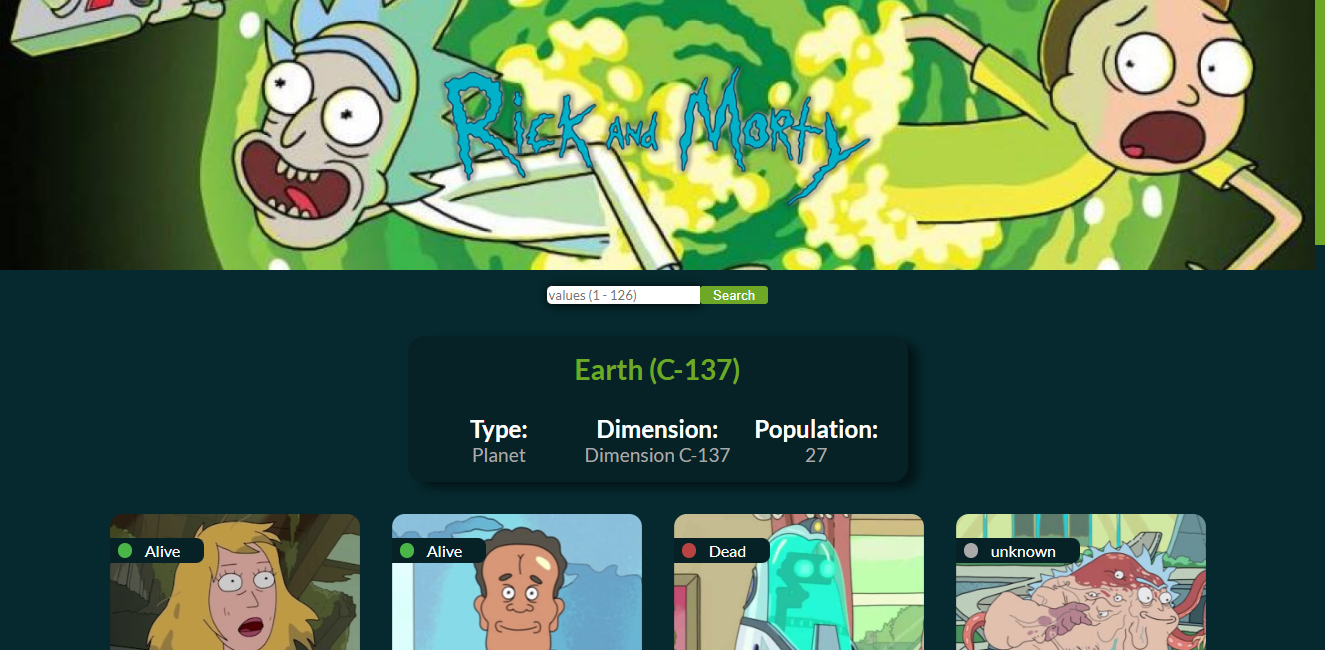 Rick and Morty
values (1 - 126) Search
Earth (C-137)
Type: Dimension: Population:
Planet Dimension C-137 27
Alive Alive Dead unknown